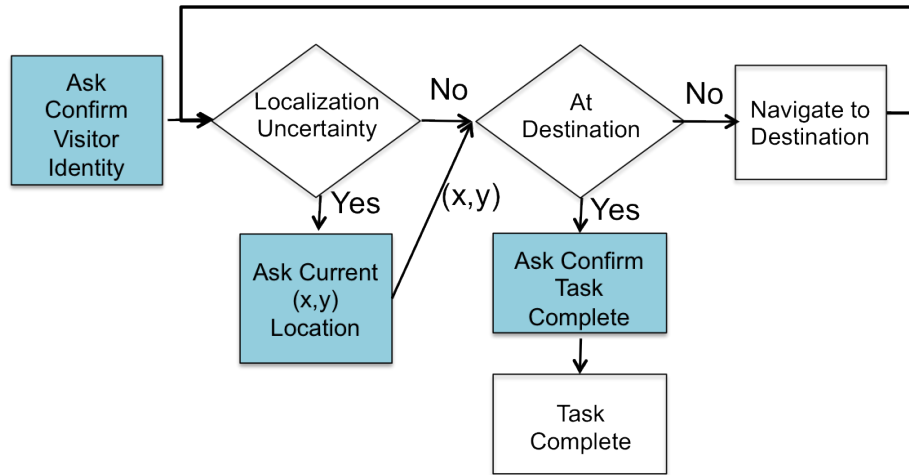 Ask
Confirm
Visitor
Identity
Localization
Uncertainty
No
At
Destination
No
Navigate to
Destination
Yes
(x,y)
Yes
Ask Current
(x,y)
Location
Ask Confirm
Task
Complete
Task
Complete